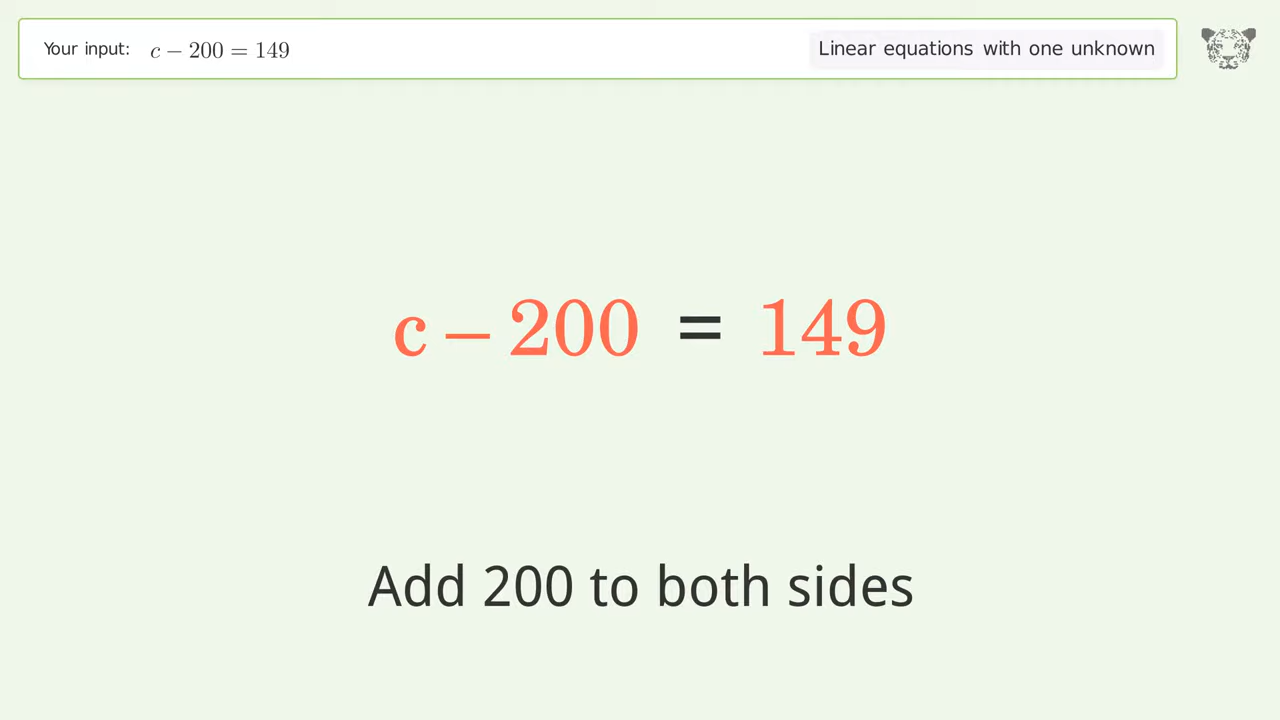 Your input: c − 200 = 149
Linear equations with one unknown
c − 200 = 149
Add 200 to both sides